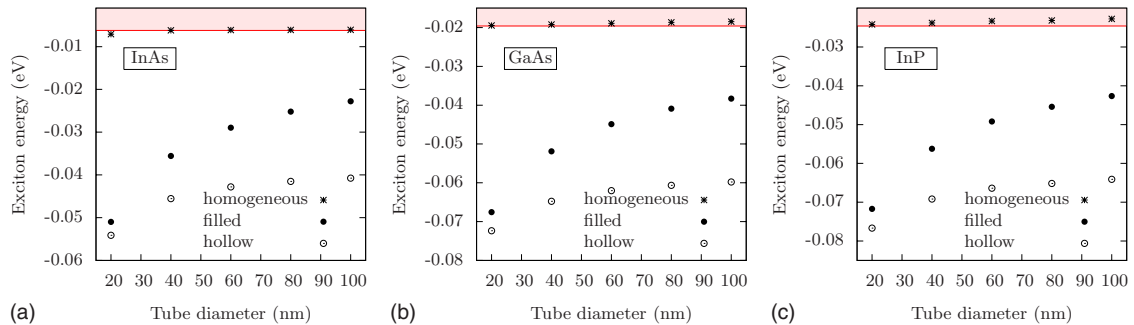 Exciton energy (eV)
-0.01
-0.02
-0.03
-0.04
-0.05
-0.06
InAs
homogeneous
filled
hollow
20 30 40 50 60 70 80 90 100
Tube diameter (nm)
(a)
Exciton energy (eV)
-0.02
-0.03
-0.04
-0.05
-0.06
-0.07
-0.08
GaAs
homogeneous
filled
hollow
20 30 40 50 60 70 80 90 100
Tube diameter (nm)
(b)
Exciton energy (eV)
-0.03
-0.04
-0.05
-0.06
-0.07
-0.08
InP
homogeneous
filled
hollow
20 30 40 50 60 70 80 90 100
Tube diameter (nm)
(c)